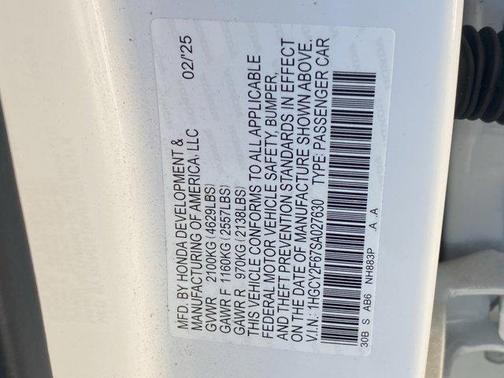 MFD. BY HONDA DEVELOPMENT & 02/'25
MANUFACTURING OF AMERICA. LLC
GVWR 2100KG (4629LBS)
GAWR F 1160KG (2557LBS)
GAWR R 970KG (2138LBS)
THIS VEHICLE CONFORMS TO ALL APPLICABLE
FEDERAL MOTOR VEHICLE SAFETY, BUMPER,
AND THEFT PREVENTION STANDARDS IN EFFECT
ON THE DATE OF MANUFACTURE SHOWN ABOVE.
V.I.N.: 1HGCY2F67SA027630 TYPE: PASSENGER CAR
30B S AB6 NH883P .A .A